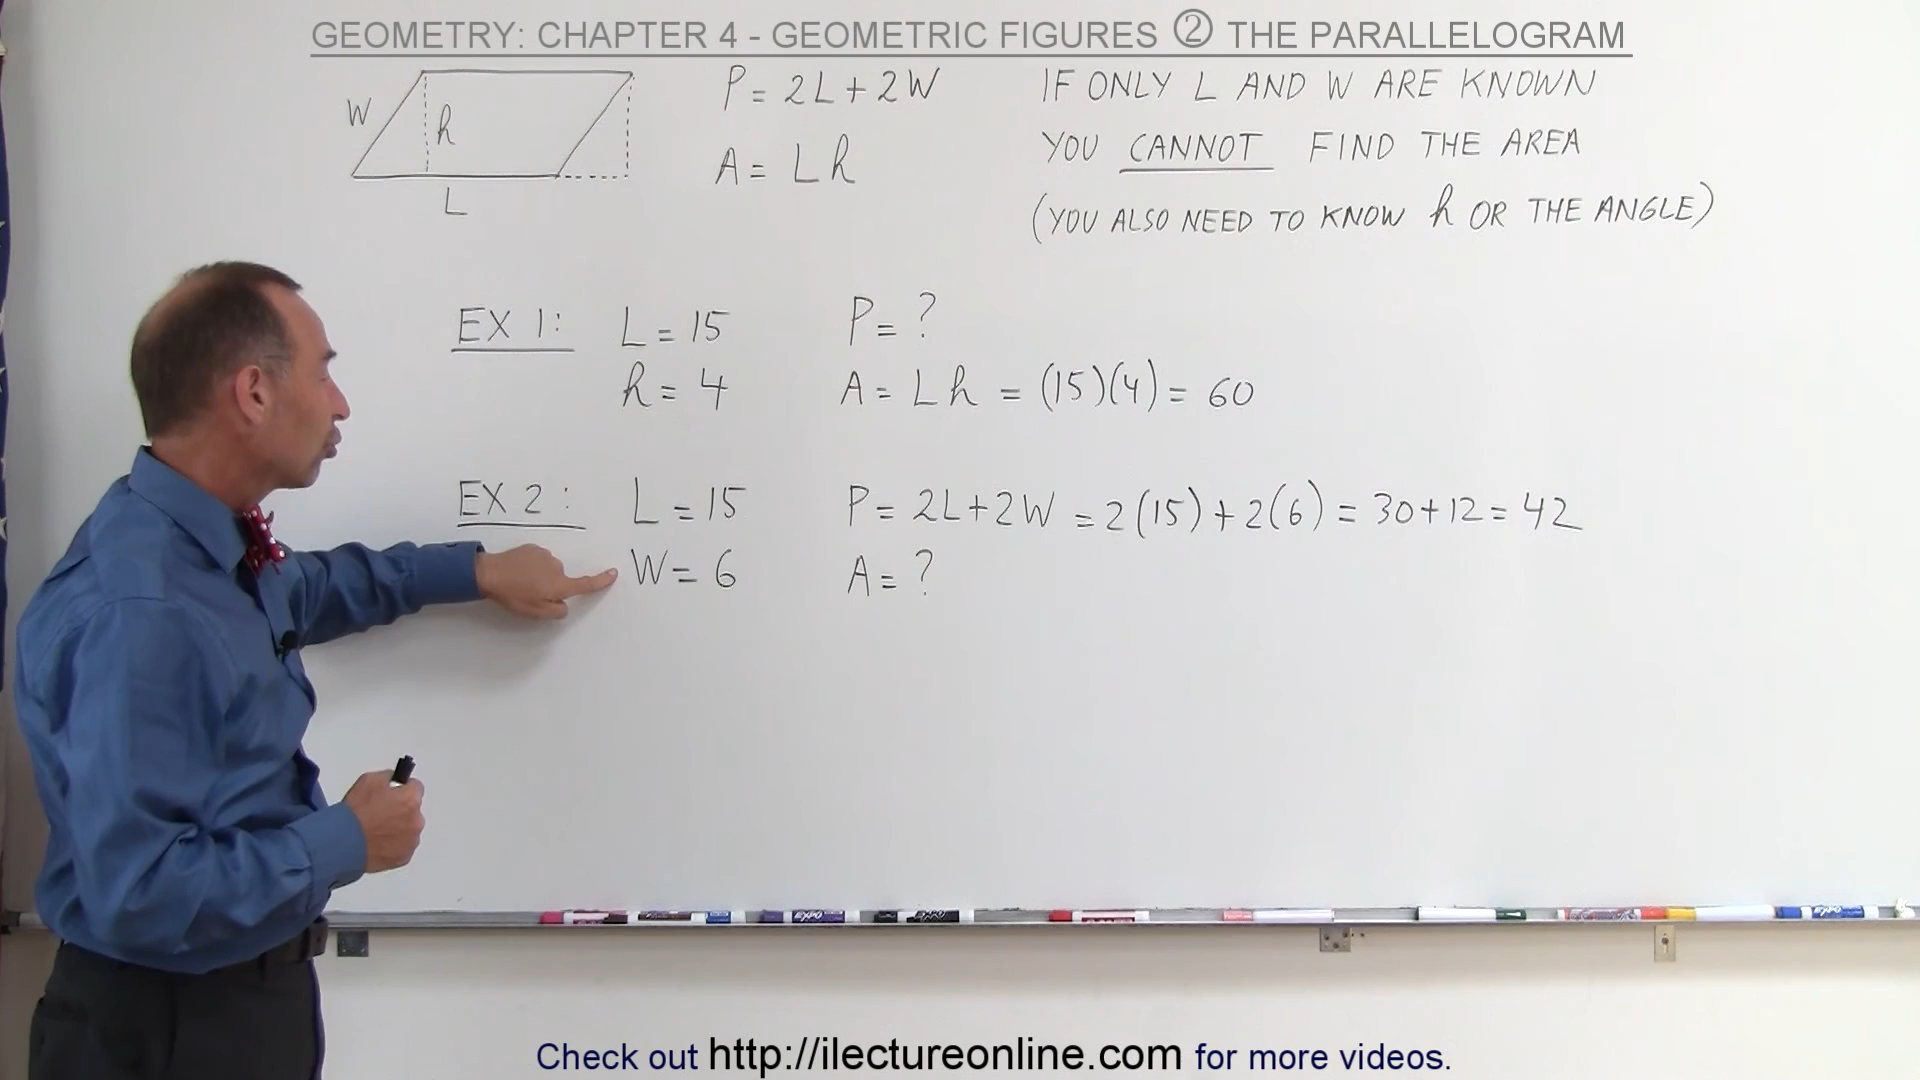 GEOMETRY: CHAPTER 4 - GEOMETRIC FIGURES ② THE PARALLELOGRAM
W
h
L
P = 2L + 2W
A = Lh
IF ONLY L AND W ARE KNOWN
YOU CANNOT FIND THE AREA
(YOU ALSO NEED TO KNOW h OR THE ANGLE)
EX 1: L = 15 P = ?
h = 4 A = Lh = (15)(4) = 60
EX 2: L = 15 P = 2L + 2W = 2(15) + 2(6) = 30 + 12 = 42
W = 6 A = ?
EXPO
EXPO
Check out http://ilectureonline.com for more videos.